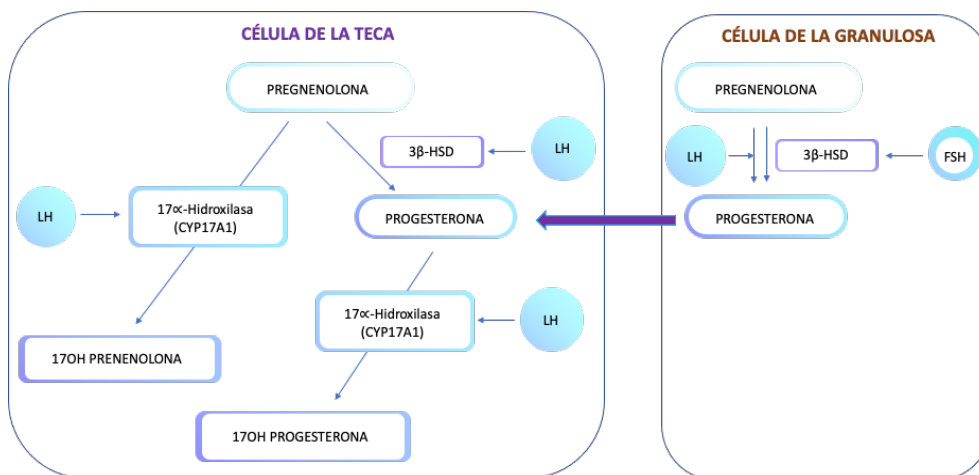 CÉLULA DE LA TECA
PREGNENOLONA
3β-HSD
LH
LH
17∝-Hidroxilasa
(CYP17A1)
PROGESTERONA
17∝-Hidroxilasa
(CYP17A1)
LH
17OH PRENENOLONA
17OH PROGESTERONA
CÉLULA DE LA GRANULOSA
PREGNENOLONA
LH
3β-HSD
FSH
PROGESTERONA